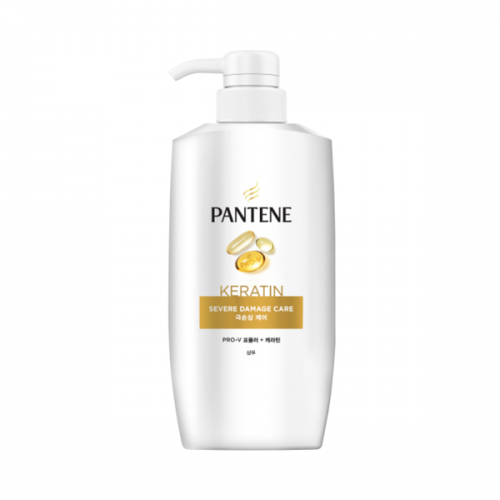 PANTENE
KERATIN
SEVERE DAMAGE CARE
극손상 케어
PRO-V 포뮬러 + 케라틴
샴푸